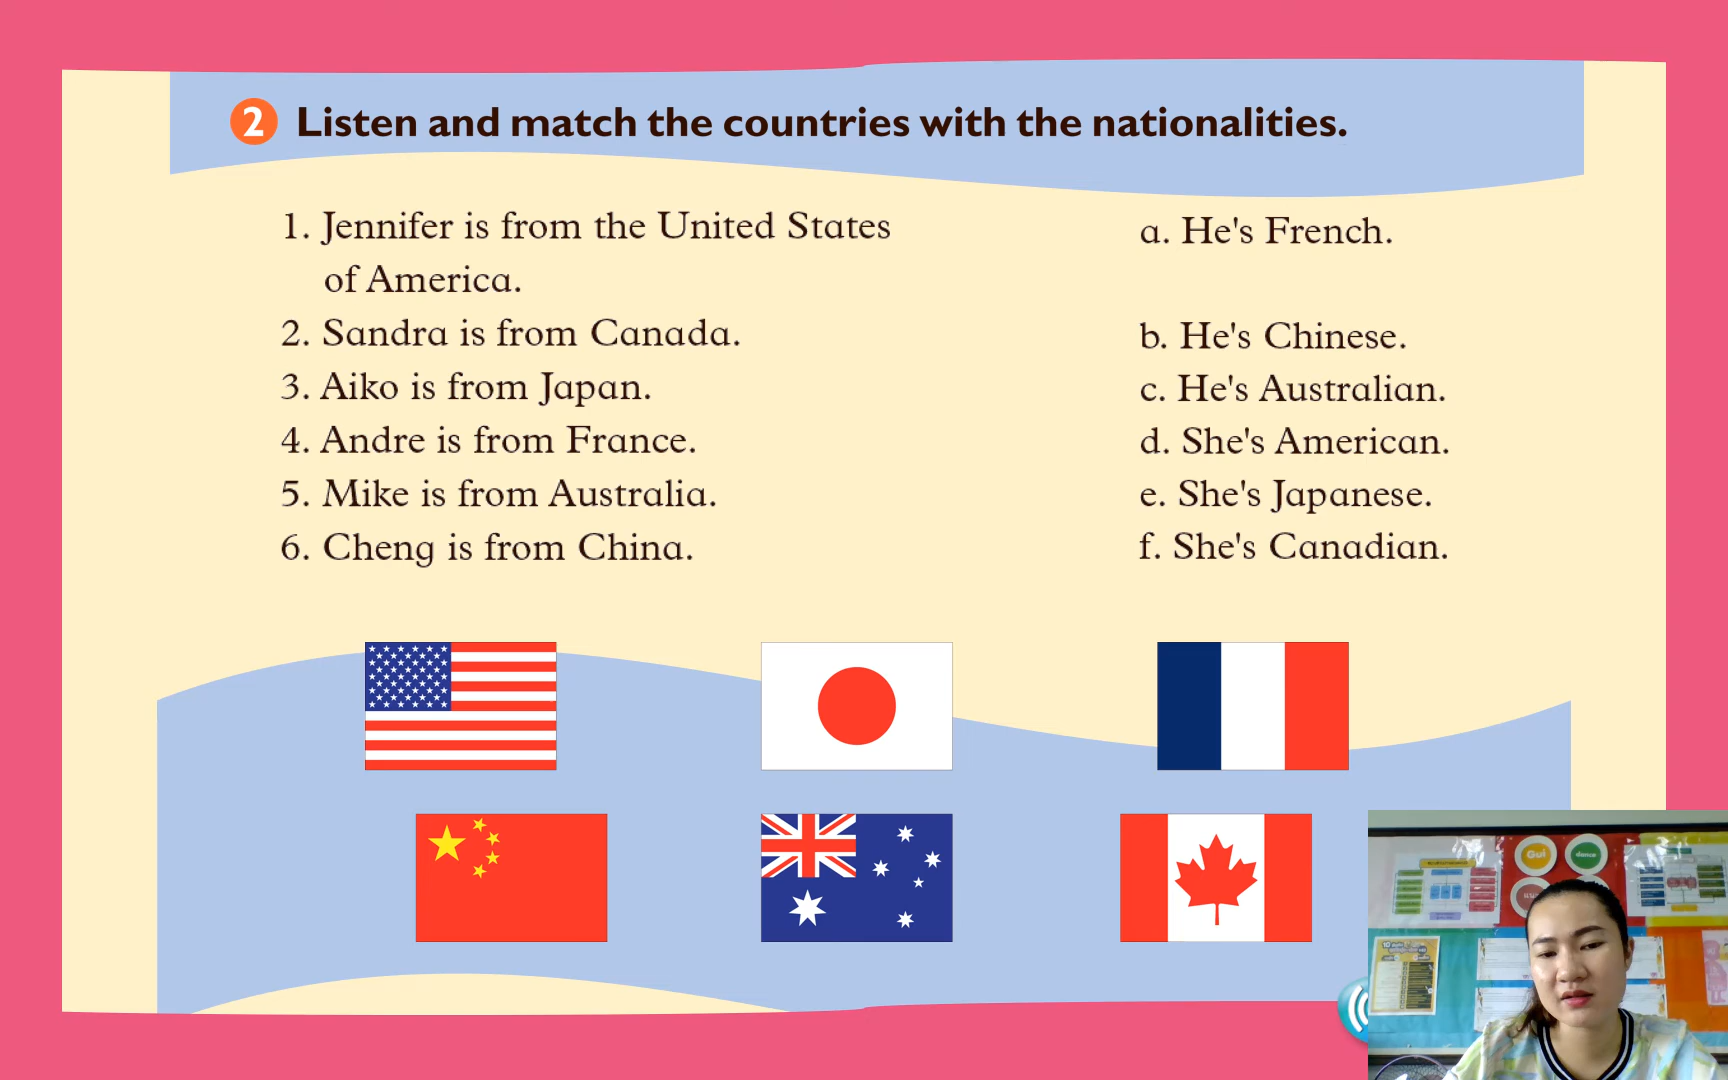 2 Listen and match the countries with the nationalities.
1. Jennifer is from the United States
of America.
2. Sandra is from Canada.
3. Aiko is from Japan.
4. Andre is from France.
5. Mike is from Australia.
6. Cheng is from China.
a. He's French.
b. He's Chinese.
c. He's Australian.
d. She's American.
e. She's Japanese.
f. She's Canadian.
Gui
dance